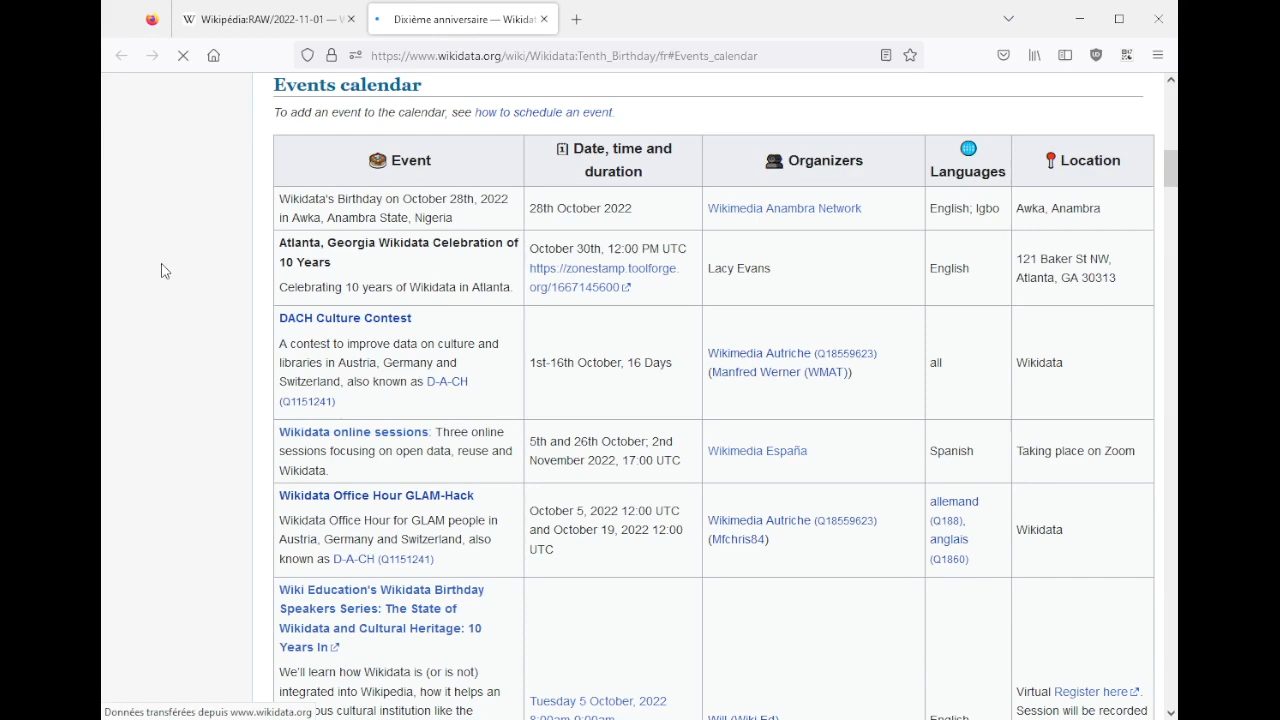 Wikipédia:RAW/2022-11-01 — V
Dixième anniversaire — Wikidat
https://www.wikidata.org/wiki/Wikidata:Tenth_Birthday/fr#Events_calendar
Events calendar
To add an event to the calendar, see how to schedule an event.
Event
Date, time and
duration
Organizers
Languages
Location
Wikidata's Birthday on October 28th, 2022
in Awka, Anambra State, Nigeria
28th October 2022
Wikimedia Anambra Network
English; Igbo
Awka, Anambra
Atlanta, Georgia Wikidata Celebration of
10 Years
Celebrating 10 years of Wikidata in Atlanta.
October 30th, 12:00 PM UTC
https://zonestamp.toolforge.
org/1667145600
Lacy Evans
English
121 Baker St NW,
Atlanta, GA 30313
DACH Culture Contest
A contest to improve data on culture and
libraries in Austria, Germany and
Switzerland, also known as D-A-CH
(Q1151241)
1st-16th October, 16 Days
Wikimedia Autriche (Q18559623)
(Manfred Werner (WMAT))
all
Wikidata
Wikidata online sessions: Three online
sessions focusing on open data, reuse and
Wikidata.
5th and 26th October; 2nd
November 2022, 17:00 UTC
Wikimedia España
Spanish
Taking place on Zoom
Wikidata Office Hour GLAM-Hack
Wikidata Office Hour for GLAM people in
Austria, Germany and Switzerland, also
known as D-A-CH (Q1151241)
October 5, 2022 12:00 UTC
and October 19, 2022 12:00
UTC
Wikimedia Autriche (Q18559623)
(Mfchris84)
allemand
(Q188),
anglais
(Q1860)
Wikidata
Wiki Education's Wikidata Birthday
Speakers Series: The State of
Wikidata and Cultural Heritage: 10
Years In
We'll learn how Wikidata is (or is not)
integrated into Wikipedia, how it helps an
cultural institution like the
Tuesday 5 October, 2022
8:00am-9:00am
Will (Wiki Ed)
English
Virtual Register here.
Session will be recorded
Données transférées depuis www.wikidata.org